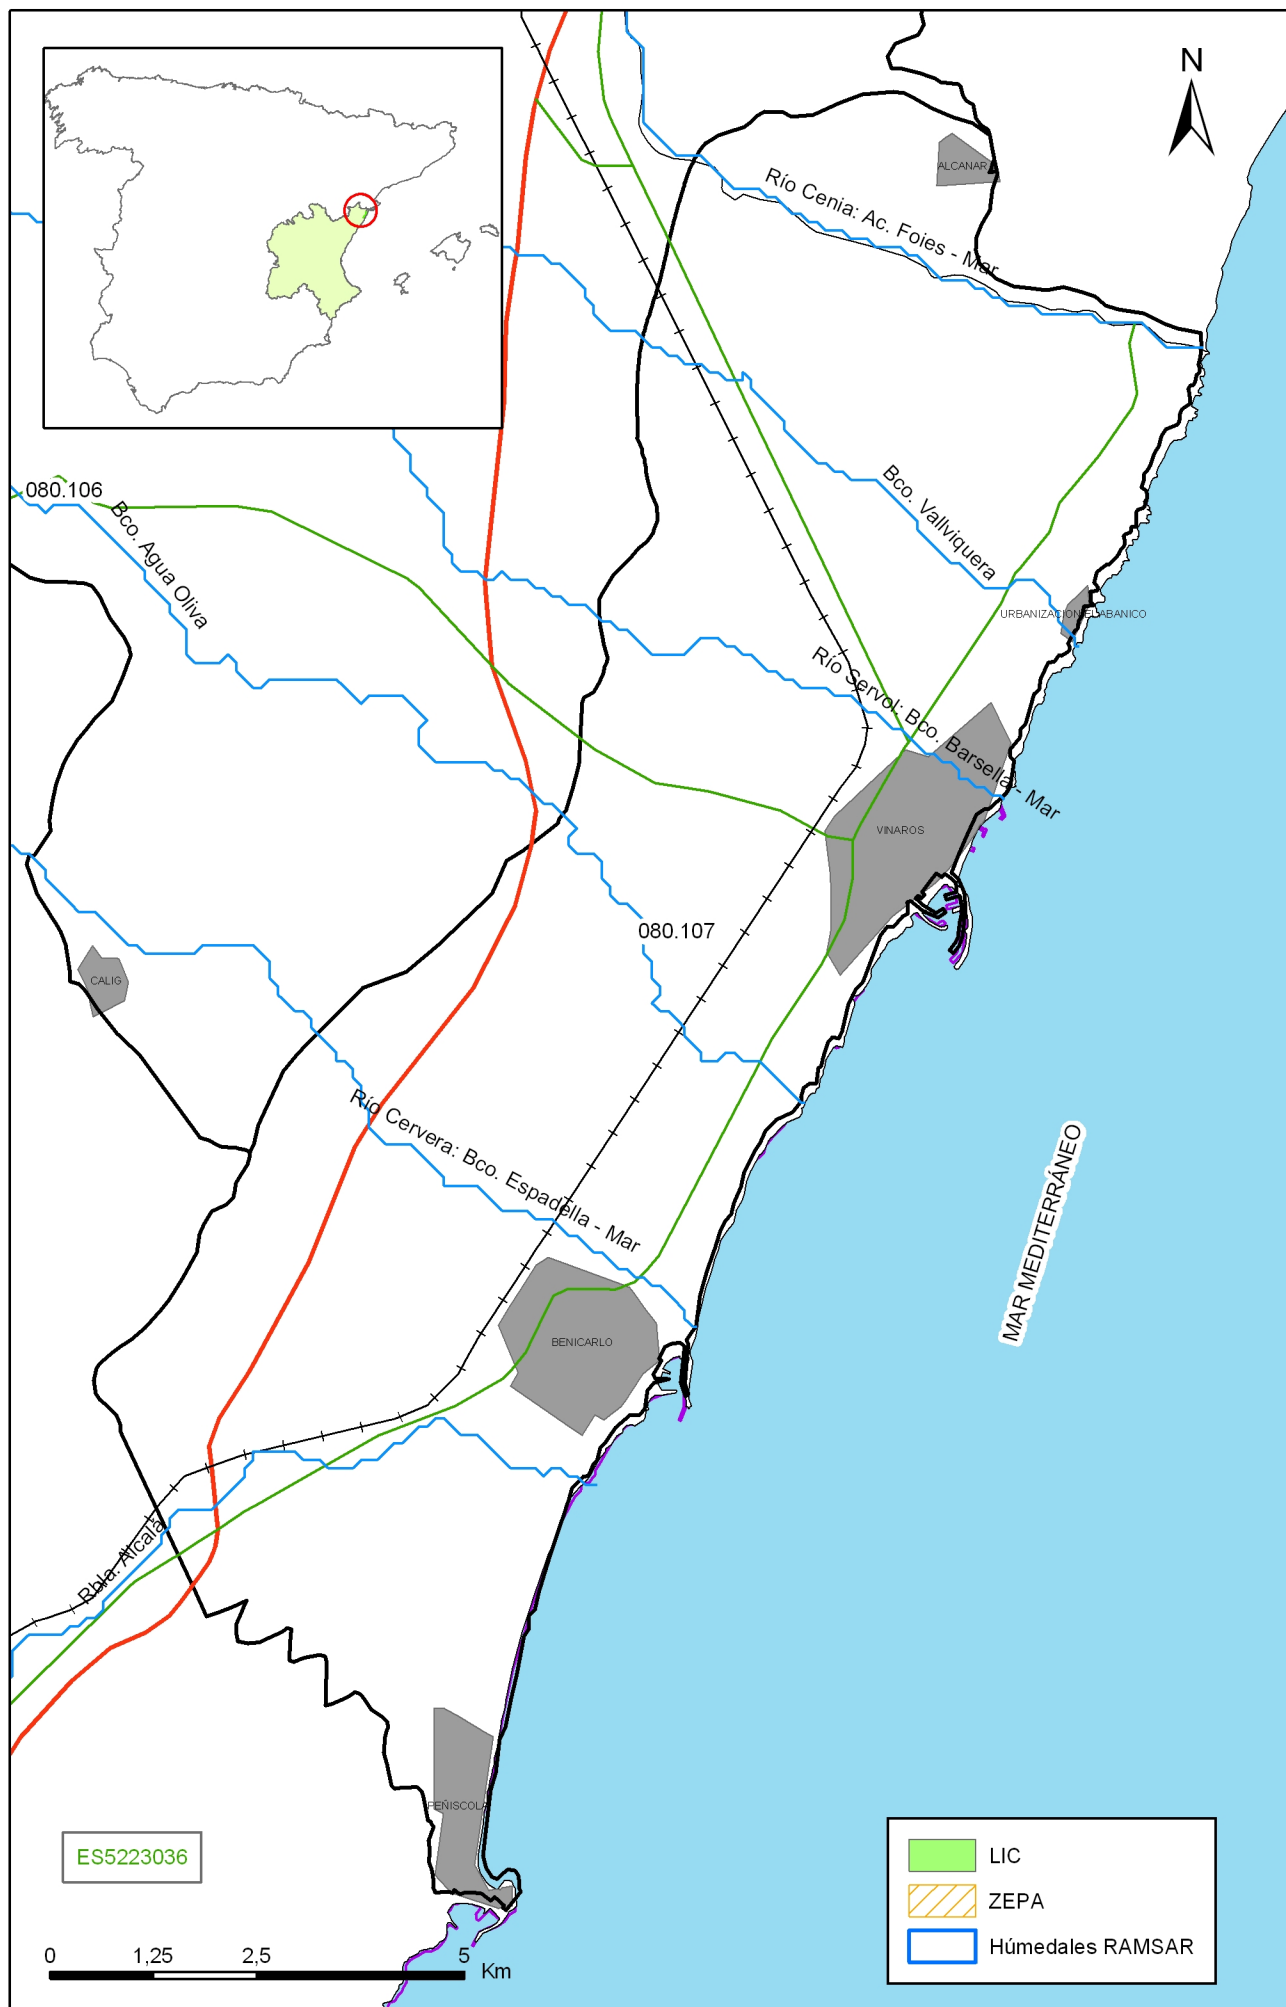 N
ALCANAR
Río Cenia: Ac. Foies - Mar
080.106
Bco. Agua Oliva
Bco. Vallviquera
URBANIZACION EL ABANICO
Río Servol: Bco. Barsella - Mar
VINAROS
080.107
CALIG
Río Cervera: Bco. Espadella - Mar
MAR MEDITERRÁNEO
BENICARLO
Rbla. Alcalá
PEÑISCOLA
ES5223036
LIC
ZEPA
Húmedales RAMSAR
0 1,25 2,5 5
Km